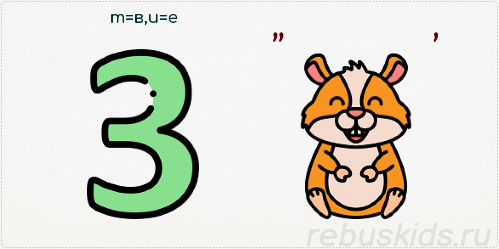 т=в,и=е
3
„ ,
rebuskids.ru